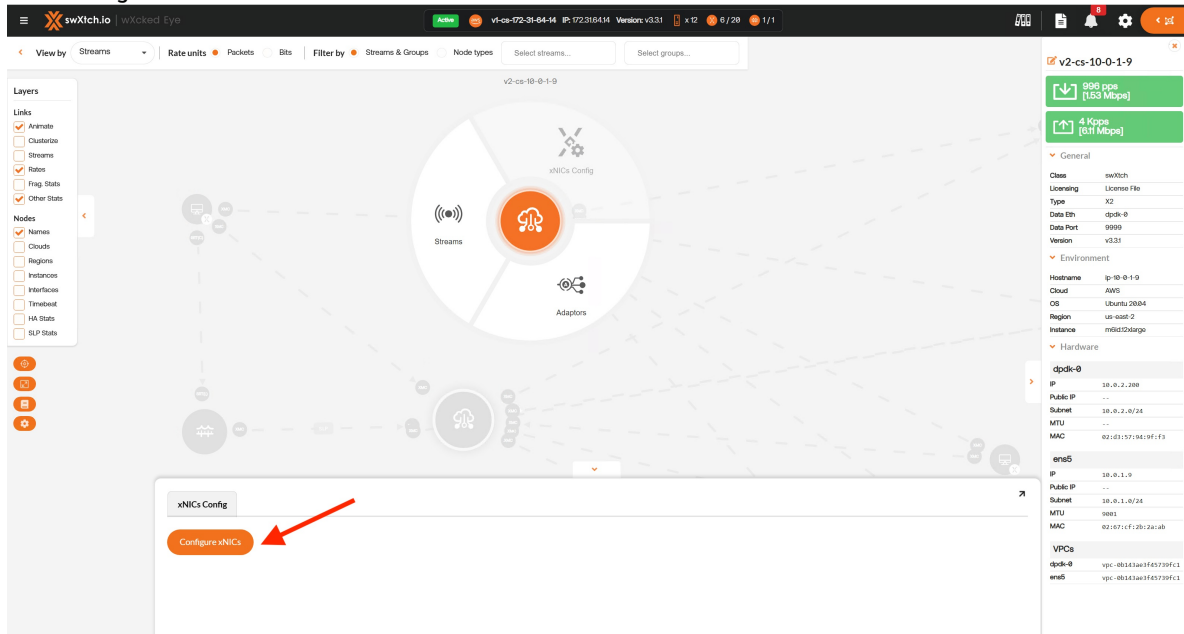 swXtch.io | wXcked Eye
Active v1-cs-172-31-64-14 IP: 172.31.64.14 Version: v3.3.1 x 12 6 / 20 1 / 1
8
View by Streams Rate units Packets Bits Filter by Streams & Groups Node types Select streams... Select groups...
v2-cs-10-0-1-9
Layers
Links
Animate
Clusterize
Streams
Rates
Frag. Stats
Other Stats
Nodes
Names
Clouds
Regions
Instances
Interfaces
Timebeat
HA Stats
SLP Stats
xNICs Config
Streams
Adaptors
xNICs Config
Configure xNICs
v2-cs-10-0-1-9
996 pps
[1.53 Mbps]
4 Kpps
[6.11 Mbps]
General
Class swXtch
Licensing License File
Type X2
Data Eth dpdk-0
Data Port 9999
Version v3.3.1
Environment
Hostname ip-10-0-1-9
Cloud AWS
OS Ubuntu 20.04
Region us-east-2
Instance m6id.12xlarge
Hardware
dpdk-0
IP 10.0.2.200
Public IP --
Subnet 10.0.2.0/24
MTU --
MAC 02:d3:57:94:9f:f3
ens5
IP 10.0.1.9
Public IP --
Subnet 10.0.1.0/24
MTU 9001
MAC 02:67:cf:2b:2a:ab
VPCs
dpdk-0 vpc-0b143ae3f45739fc1
ens5 vpc-0b143ae3f45739fc1